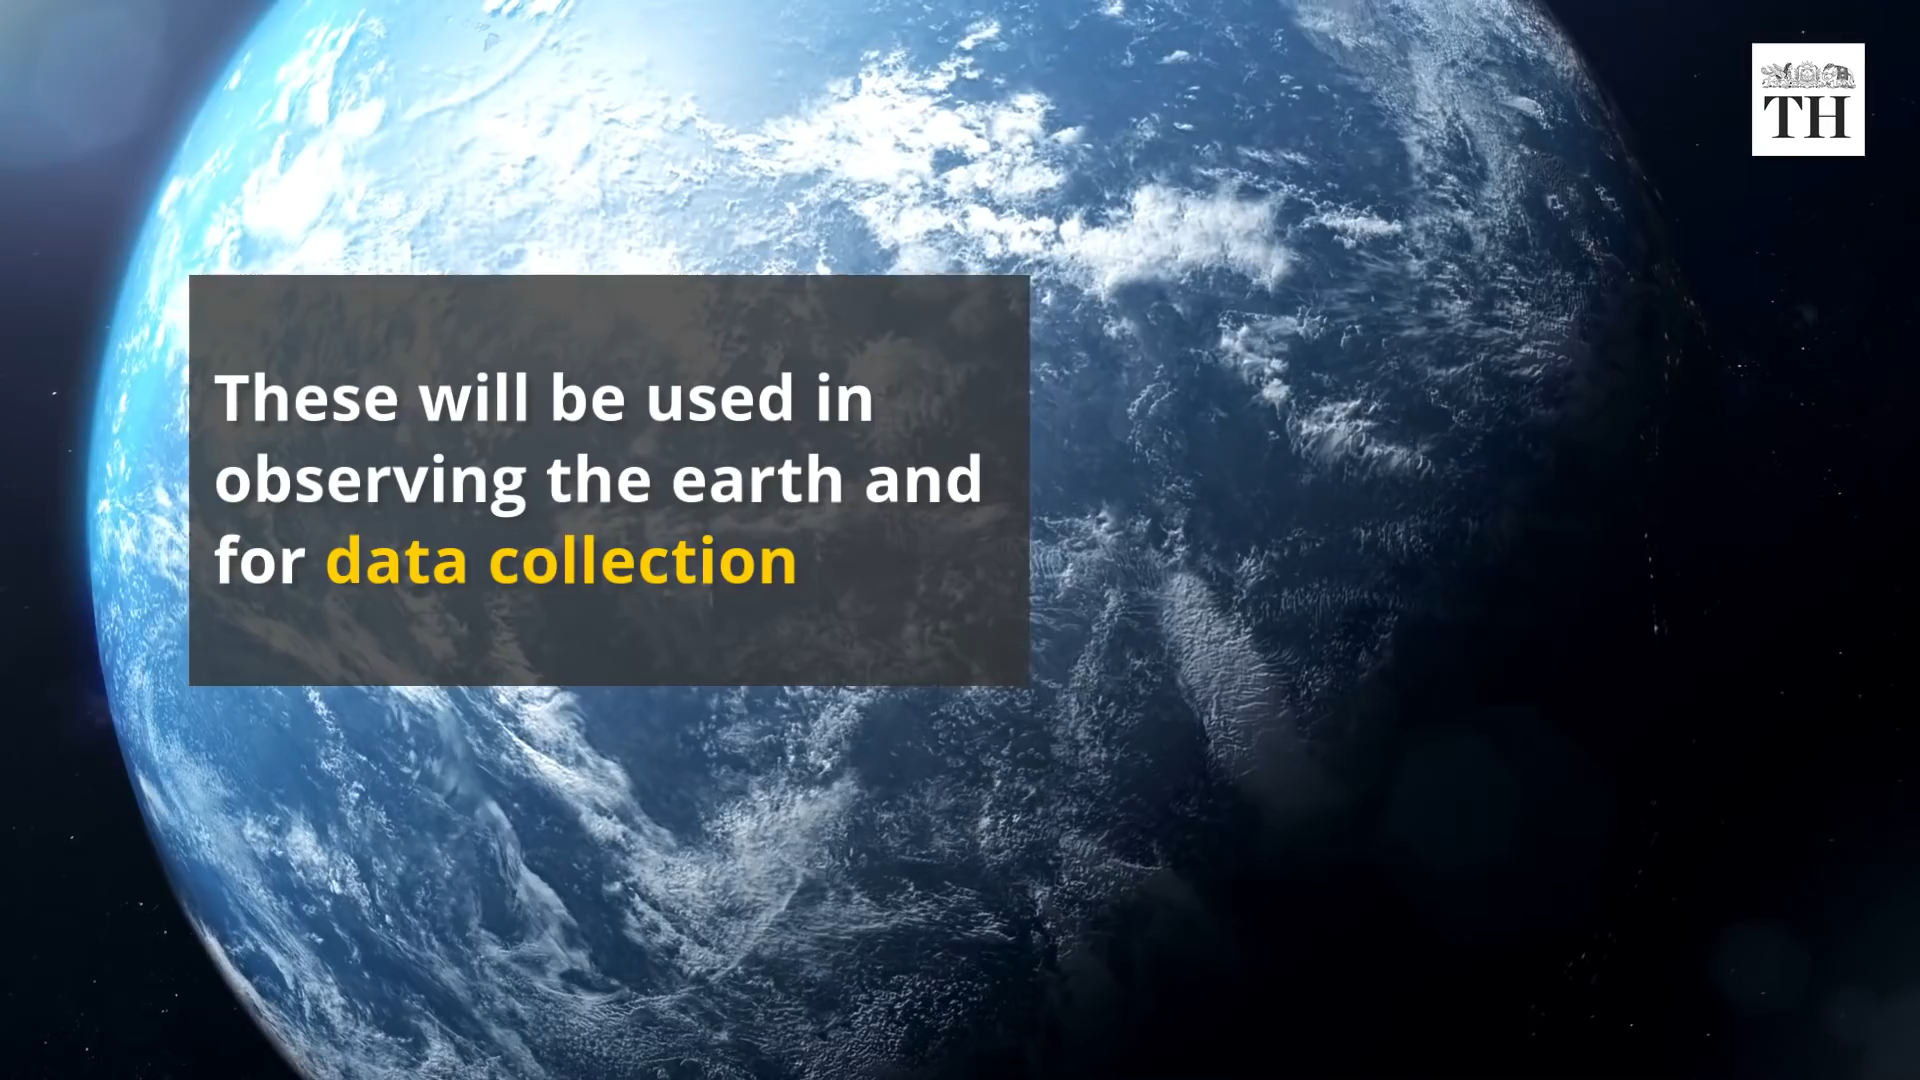 TH
These will be used in
observing the earth and
for data collection